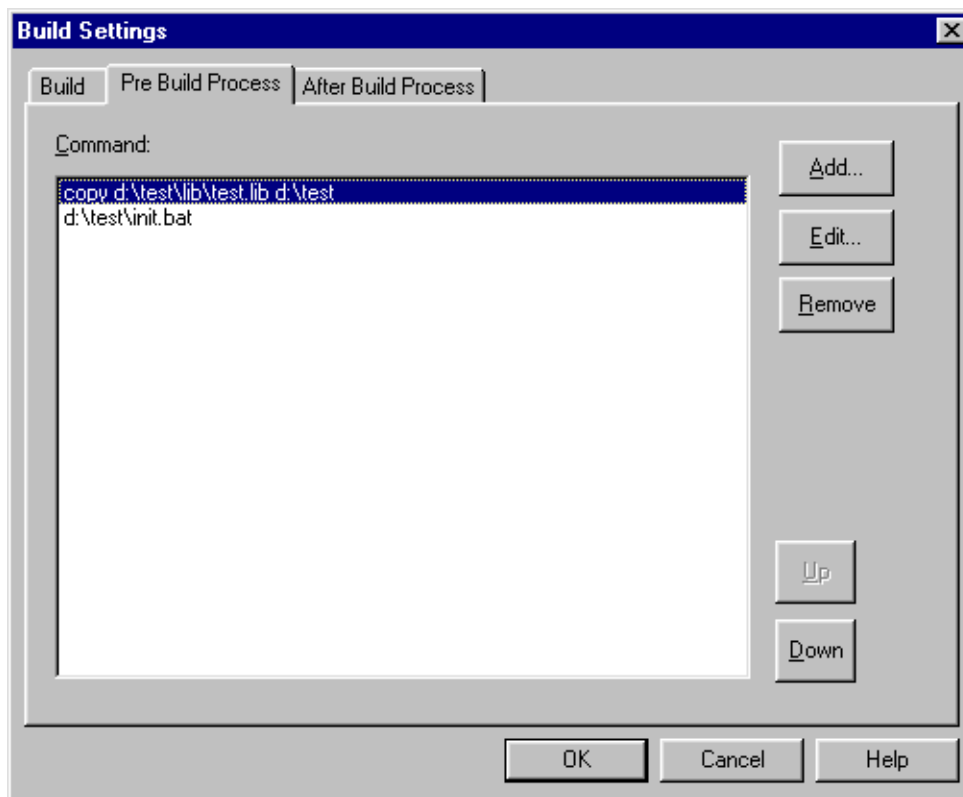 Build Settings
Build
Pre Build Process
After Build Process
Command:
copy d:\test\lib\test.lib d:\test
d:\test\init.bat
Add...
Edit...
Remove
Up
Down
OK
Cancel
Help